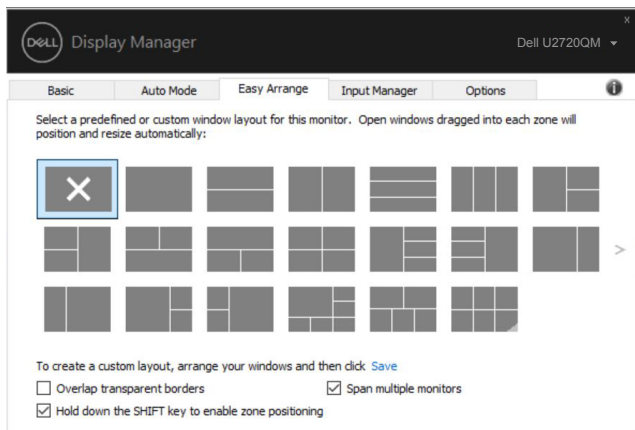 x
DELL Display Manager
Dell U2720QM
Basic Auto Mode Easy Arrange Input Manager Options
Select a predefined or custom window layout for this monitor. Open windows dragged into each zone will
position and resize automatically:
To create a custom layout, arrange your windows and then click Save
Overlap transparent borders
Span multiple monitors
Hold down the SHIFT key to enable zone positioning